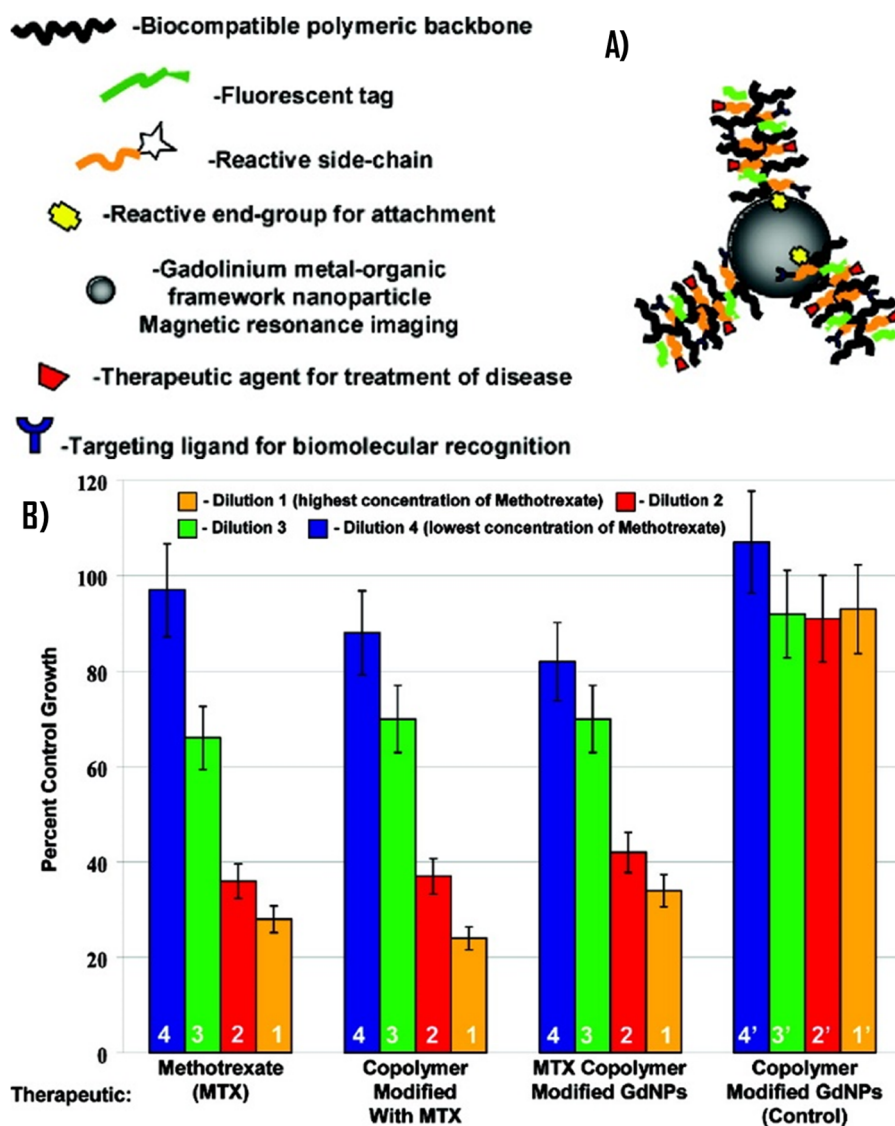 -Biocompatible polymeric backbone
A)
-Fluorescent tag
-Reactive side-chain
-Reactive end-group for attachment
-Gadolinium metal-organic
framework nanoparticle
Magnetic resonance imaging
-Therapeutic agent for treatment of disease
-Targeting ligand for biomolecular recognition
B)
- Dilution 1 (highest concentration of Methotrexate) - Dilution 2
- Dilution 3 - Dilution 4 (lowest concentration of Methotrexate)
Percent Control Growth
120
100
80
60
40
20
0
4 3 2 1 4 3 2 1 4 3 2 1 4' 3' 2' 1'
Therapeutic:
Methotrexate
(MTX)
Copolymer
Modified
With MTX
MTX Copolymer
Modified GdNPs
Copolymer
Modified GdNPs
(Control)